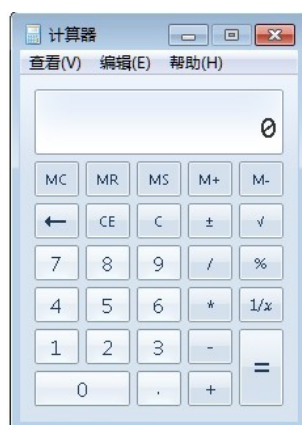 计算器
查看(V) 编辑(E) 帮助(H)
0
MC MR MS M+ M-
← CE C ± √
7 8 9 / %
4 5 6 * 1/x
1 2 3 - =
0 . +